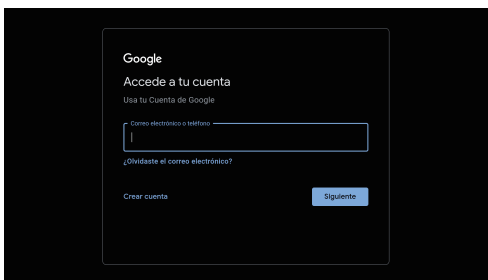 Google
Accede a tu cuenta
Usa tu Cuenta de Google
Correo electrónico o teléfono
¿Olvidaste el correo electrónico?
Crear cuenta
Siguiente